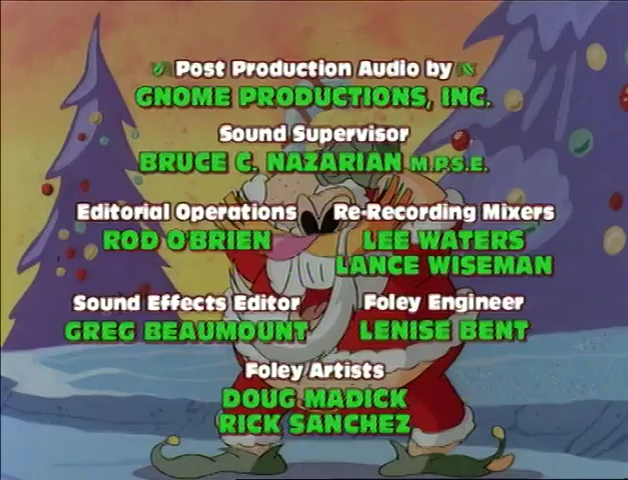 Post Production Audio by
GNOME PRODUCTIONS, INC.
Sound Supervisor
BRUCE C. NAZARIAN M.P.S.E.
Editorial Operations
ROD O'BRIEN
Re-Recording Mixers
LEE WATERS
LANCE WISEMAN
Sound Effects Editor
GREG BEAUMOUNT
Foley Engineer
LENISE BENT
Foley Artists
DOUG MADICK
RICK SANCHEZ